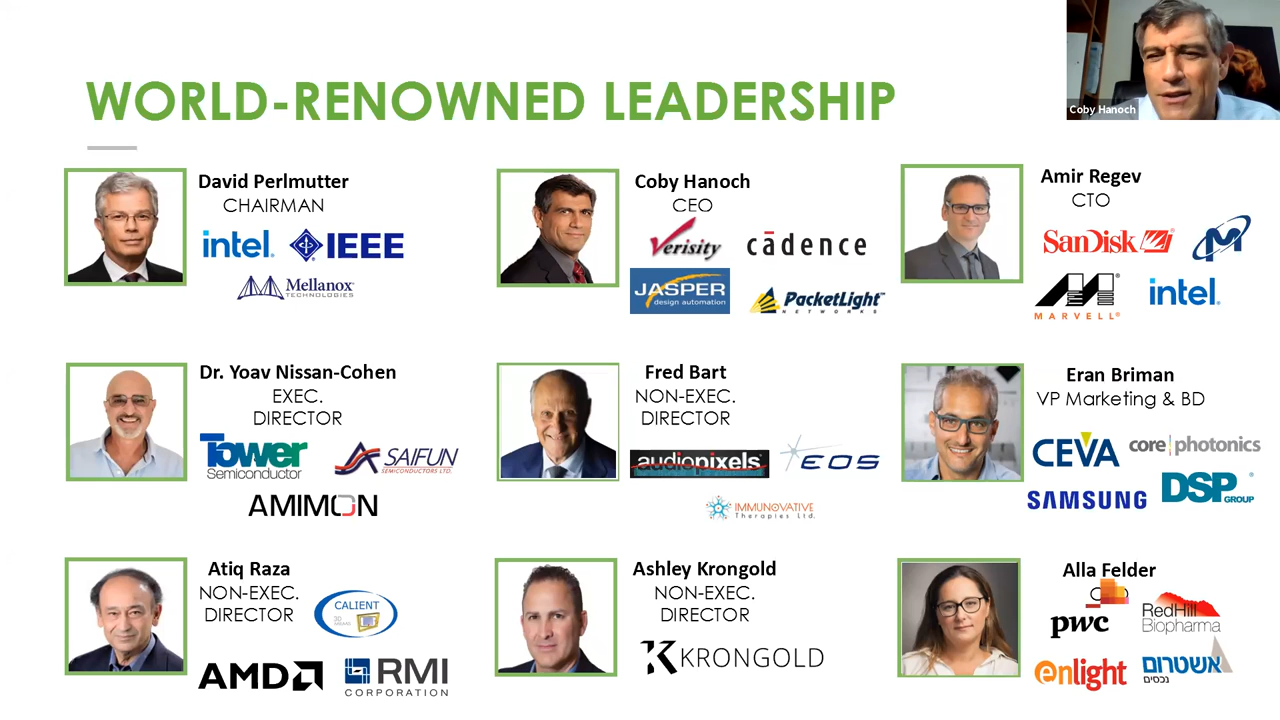 WORLD-RENOWNED LEADERSHIP
Coby Hanoch
David Perlmutter
CHAIRMAN
intel.
IEEE
Mellanox
TECHNOLOGIES
Coby Hanoch
CEO
Verisity
cādence
JASPER
design automation
PacketLight™
NETWORKS
Amir Regev
CTO
SanDisk
MARVELL®
intel.
Dr. Yoav Nissan-Cohen
EXEC.
DIRECTOR
Tower
Semiconductor
SAIFUN
SEMICONDUCTORS LTD.
AMIMON
Fred Bart
NON-EXEC.
DIRECTOR
audiopixels
EOS
IMMUNOVATIVE
Therapies Ltd.
Eran Briman
VP Marketing & BD
CEVA
core|photonics
SAMSUNG
DSP®
GROUP
Atiq Raza
NON-EXEC.
DIRECTOR
CALIENT
AMD
RMI
CORPORATION
Ashley Krongold
NON-EXEC.
DIRECTOR
KRONGOLD
Alla Felder
pwc
RedHill
Biopharma
enlight
אשטרום
נכסים